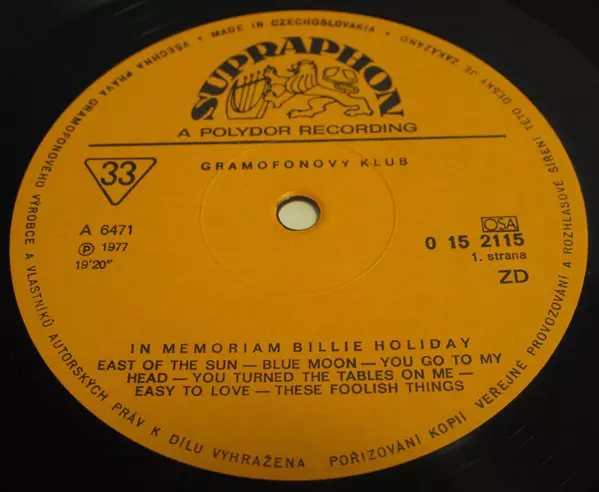 MADE IN CZECHOSLOVAKIA • VŠECHNA PRÁVA GRAMOFONOVÉHO VÝROBCE A VLASTNÍKŮ AUTORSKÝCH PRÁV K DÍLU VYHRAŽENA POŘIZOVÁNÍ KOPIÍ VEŘEJNÉ PROVOZOVÁNÍ A ROZHLASOVÉ ŠÍŘENÍ TÉTO DESKY JE ZAKÁZÁNO •
SUPRAPHON
A POLYDOR RECORDING
GRAMOFONOVÝ KLUB
33
A 6471
Ⓟ 1977
19'20"
OSA
0 15 2115
1. strana
ZD
IN MEMORIAM BILLIE HOLIDAY
EAST OF THE SUN — BLUE MOON — YOU GO TO MY
HEAD — YOU TURNED THE TABLES ON ME —
EASY TO LOVE — THESE FOOLISH THINGS